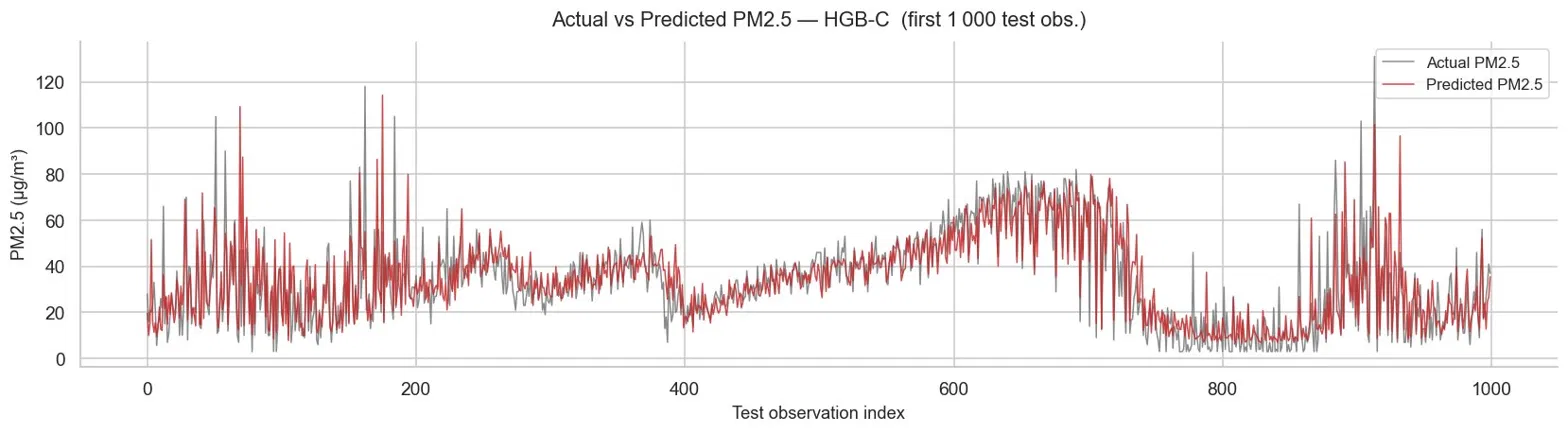 Actual vs Predicted PM2.5 — HGB-C  (first 1 000 test obs.)
Actual PM2.5
Predicted PM2.5
PM2.5 (µg/m³)
120
100
80
60
40
20
0
0 200 400 600 800 1000
Test observation index